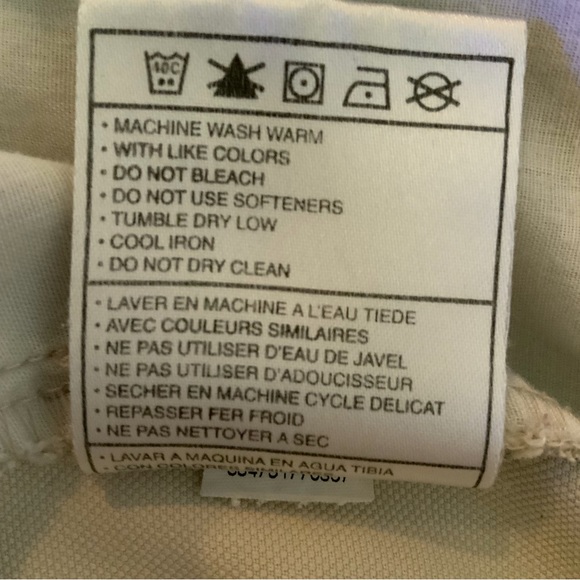 40C
• MACHINE WASH WARM
• WITH LIKE COLORS
• DO NOT BLEACH
• DO NOT USE SOFTENERS
• TUMBLE DRY LOW
• COOL IRON
• DO NOT DRY CLEAN
• LAVER EN MACHINE A L'EAU TIEDE
• AVEC COULEURS SIMILAIRES
• NE PAS UTILISER D'EAU DE JAVEL
• NE PAS UTILISER D'ADOUCISSEUR
• SECHER EN MACHINE CYCLE DELICAT
• REPASSER FER FROID
• NE PAS NETTOYER A SEC
• LAVAR A MAQUINA EN AGUA TIBIA
• CON COLORES